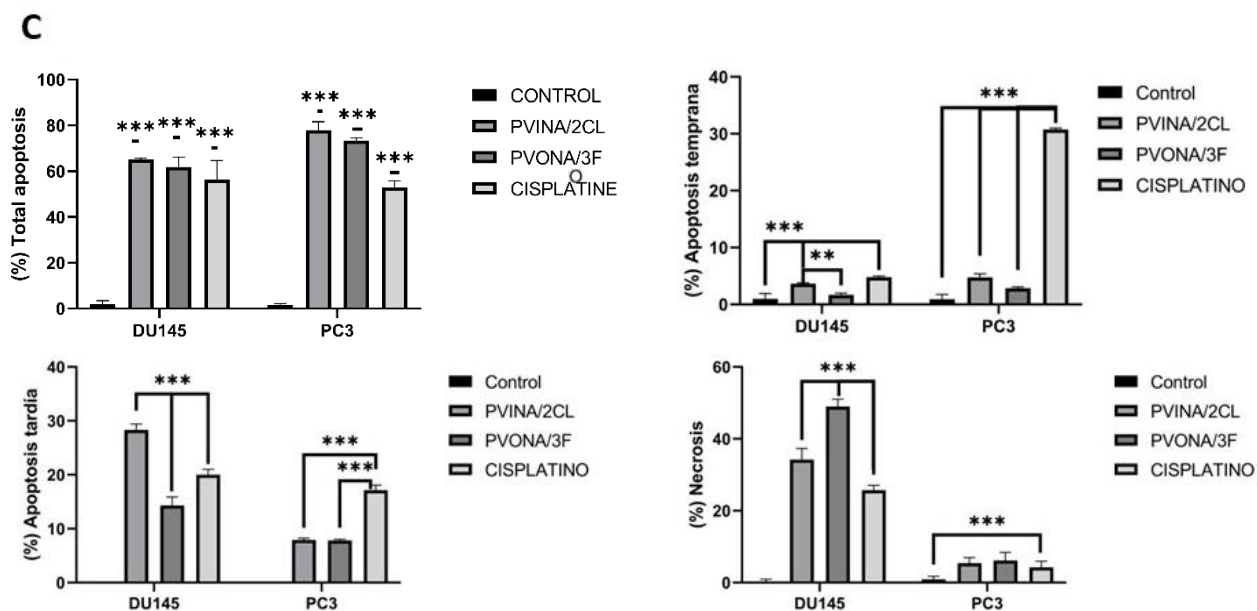 C
100
80
60
40
20
0
(%) Total apoptosis
*** *** *** *** *** ***
DU145 PC3
CONTROL
PVINA/2CL
PVONA/3F
CISPLATINE
O
40
30
20
10
0
(%) Apoptosis temprana
*** ** ***
DU145 PC3
Control
PVINA/2CL
PVONA/3F
CISPLATINO
40
30
20
10
0
(%) Apoptosis tardia
*** *** ***
DU145 PC3
Control
PVINA/2CL
PVONA/3F
CISPLATINO
60
40
20
0
(%) Necrosis
*** ***
DU145 PC3
Control
PVINA/2CL
PVONA/3F
CISPLATINO